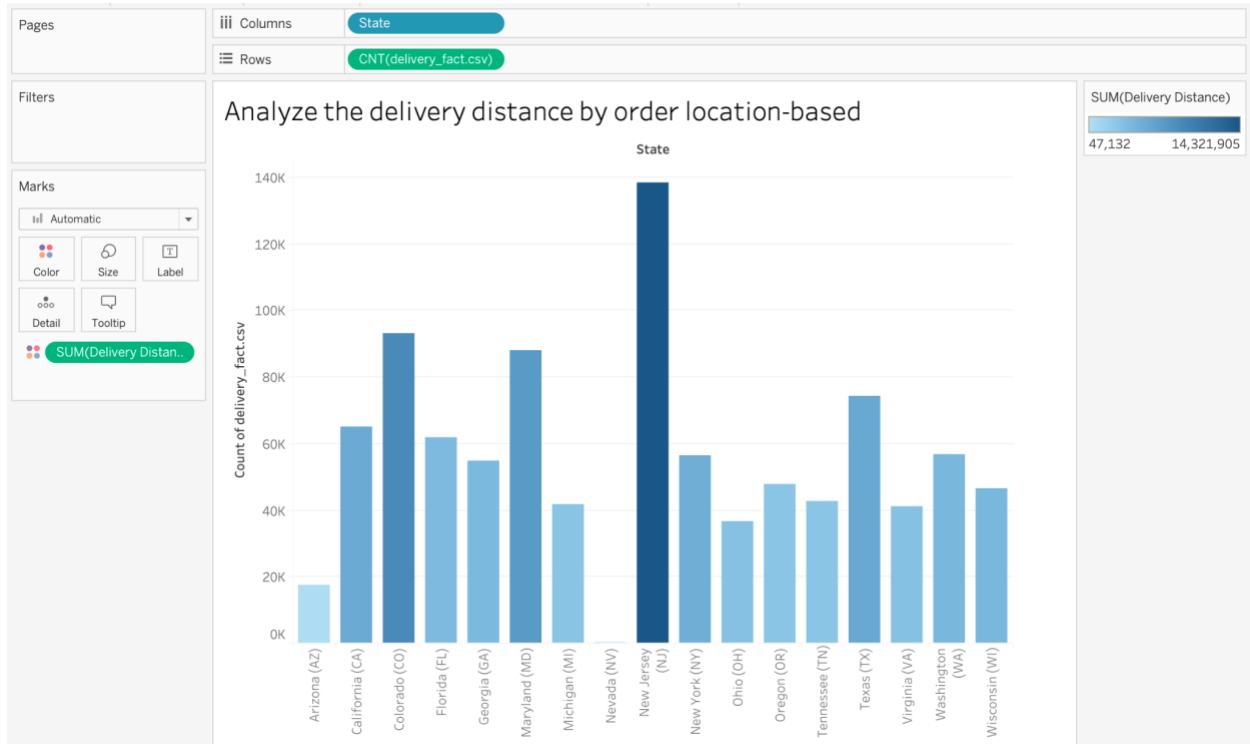 Pages
Columns
State
Rows
CNT(delivery_fact.csv)
Filters
Marks
Automatic
Color
Size
Label
Detail
Tooltip
SUM(Delivery Distan..
Analyze the delivery distance by order location-based
State
Count of delivery_fact.csv
140K
120K
100K
80K
60K
40K
20K
0K
Arizona (AZ)
California (CA)
Colorado (CO)
Florida (FL)
Georgia (GA)
Maryland (MD)
Michigan (MI)
Nevada (NV)
New Jersey
(NJ)
New York (NY)
Ohio (OH)
Oregon (OR)
Tennessee (TN)
Texas (TX)
Virginia (VA)
Washington
(WA)
Wisconsin (WI)
SUM(Delivery Distance)
47,132 14,321,905